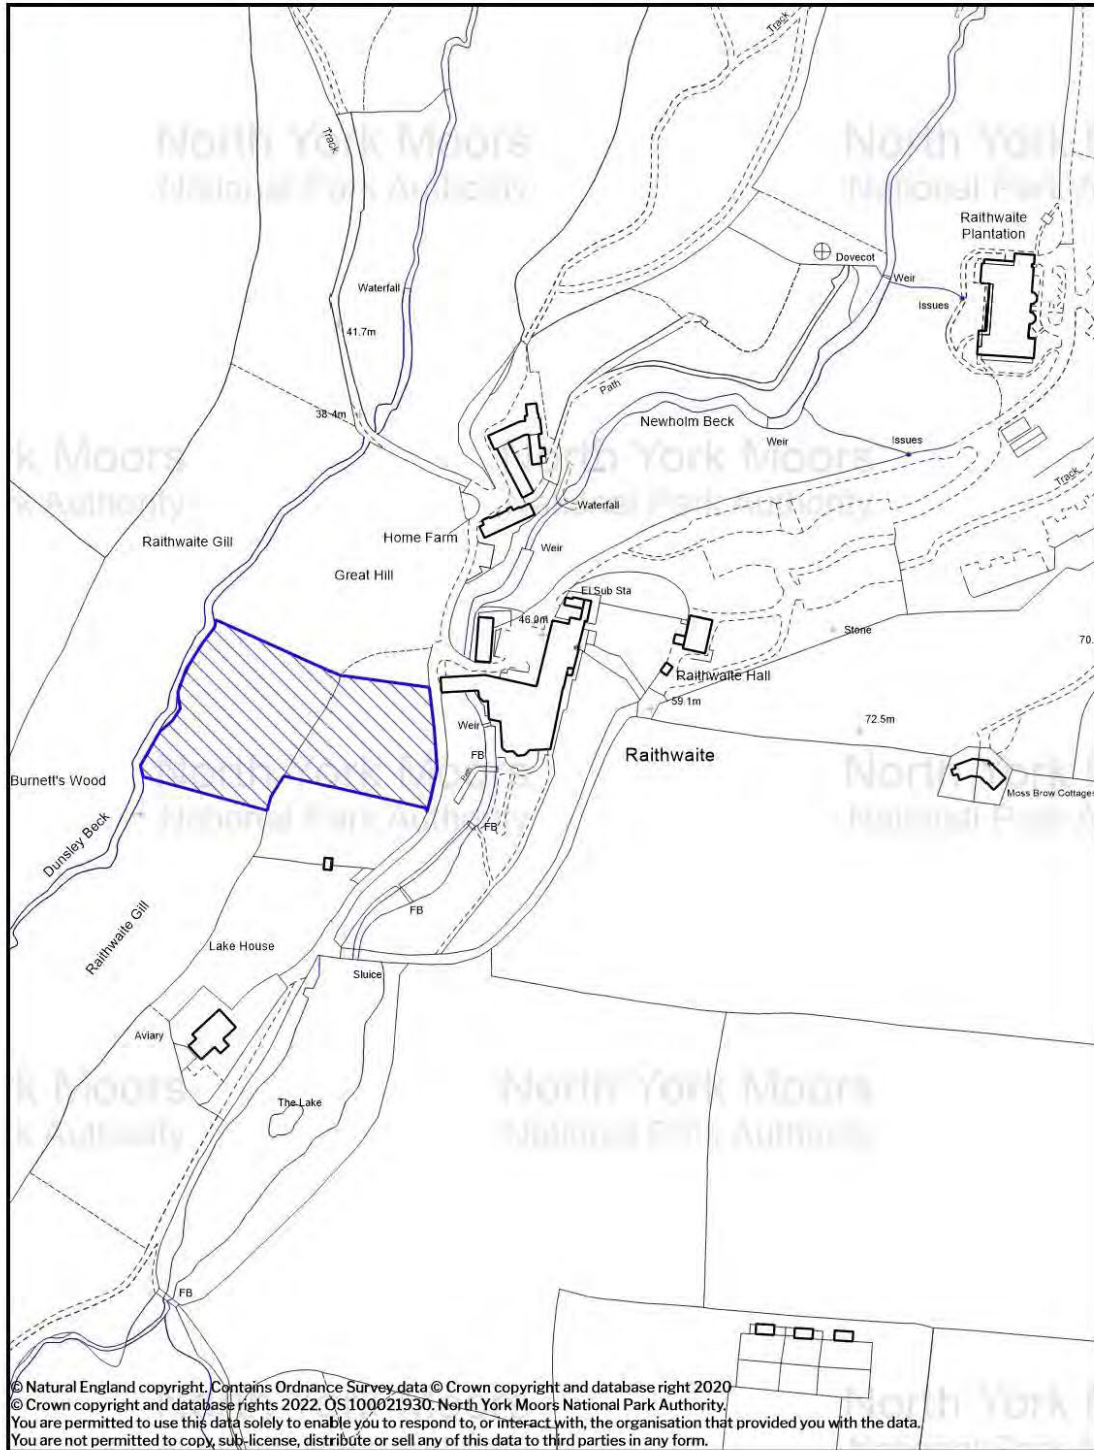 Track
North York Moors
National Park Authority
North York M
National Park A
Track
Raithwaite
Plantation
Dovecot
Weir
Issues
Waterfall
41.7m
Path
38.4m
Newholm Beck
Weir
Issues
k Moors
k Authority
North York Moors
National Park Authority
Track
Waterfall
Raithwaite Gill
Home Farm
Weir
Great Hill
El Sub Sta
46.9m
Stone
70.
Raithwaite Hall
59.1m
72.5m
Weir
FB
Raithwaite
Burnett's Wood
North York Moors
National Park Authority
Path
North York M
National Park A
Moss Brow Cottages
FB
Dunsley Beck
FB
Raithwaite Gill
Lake House
Sluice
Aviary
k Moors
k Authority
North York Moors
National Park Authority
The Lake
FB
© Natural England copyright. Contains Ordnance Survey data © Crown copyright and database right 2020
© Crown copyright and database rights 2022. OS 100021930. North York Moors National Park Authority.
You are permitted to use this data solely to enable you to respond to, or interact with, the organisation that provided you with the data.
You are not permitted to copy, sub-license, distribute or sell any of this data to third parties in any form.
North York M